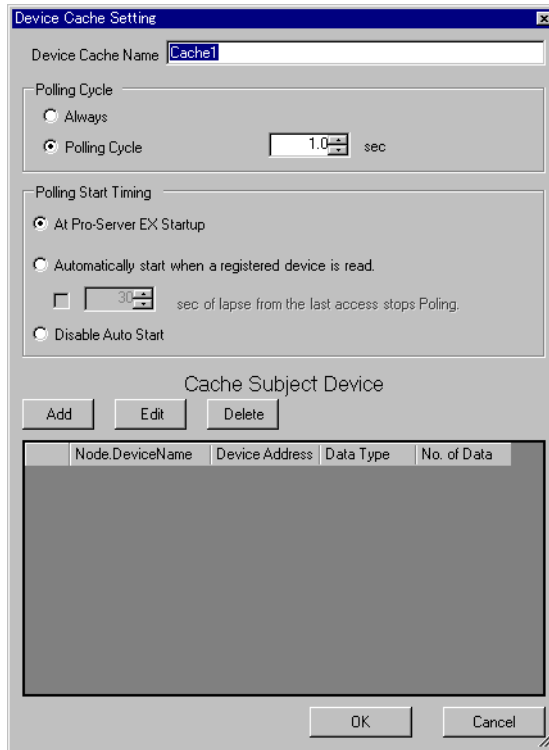 Device Cache Setting
Device Cache Name Cache1
Polling Cycle
Always
Polling Cycle 1.0 sec
Polling Start Timing
At Pro-Server EX Startup
Automatically start when a registered device is read.
30 sec of lapse from the last access stops Poling.
Disable Auto Start
Cache Subject Device
Add Edit Delete
Node.DeviceName Device Address Data Type No. of Data
OK Cancel